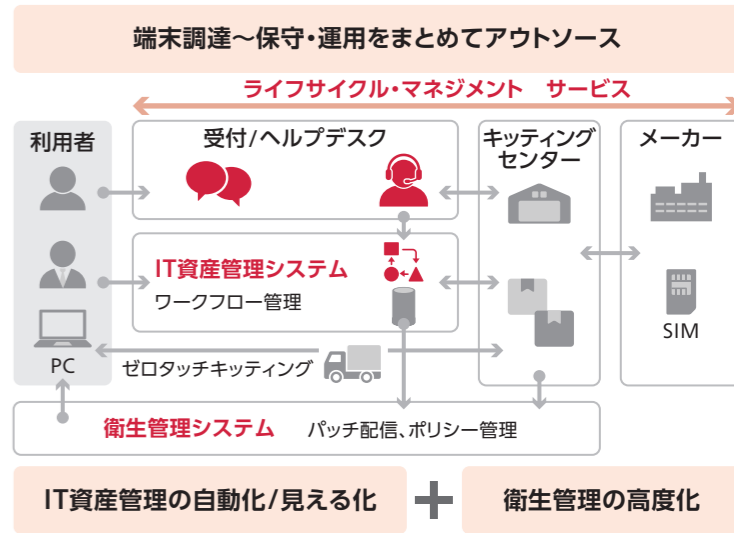 端末調達～保守・運用をまとめてアウトソース
ライフサイクル・マネジメント サービス
利用者
受付/ヘルプデスク
キッティング
センター
メーカー
IT資産管理システム
ワークフロー管理
SIM
PC
ゼロタッチキッティング
衛生管理システム パッチ配信、ポリシー管理
IT資産管理の自動化/見える化 + 衛生管理の高度化